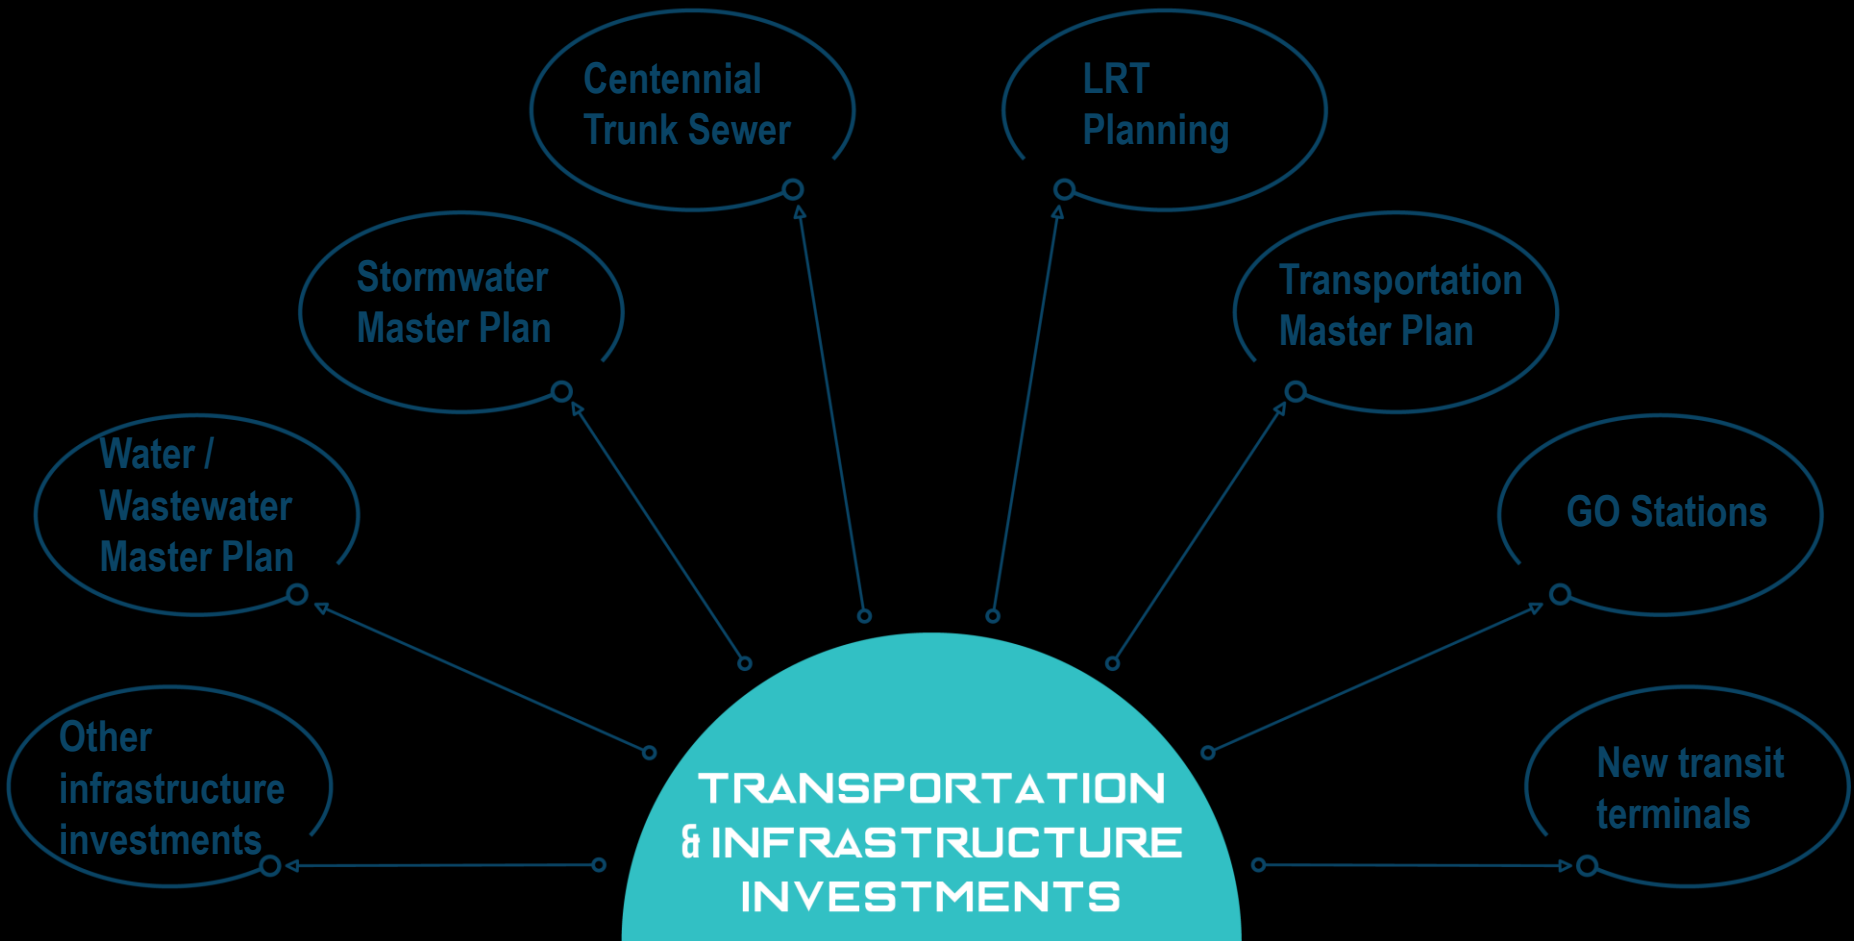 Centennial
Trunk Sewer
LRT
Planning
Stormwater
Master Plan
Transportation
Master Plan
Water /
Wastewater
Master Plan
GO Stations
Other
infrastructure
investments
New transit
terminals
TRANSPORTATION
& INFRASTRUCTURE
INVESTMENTS